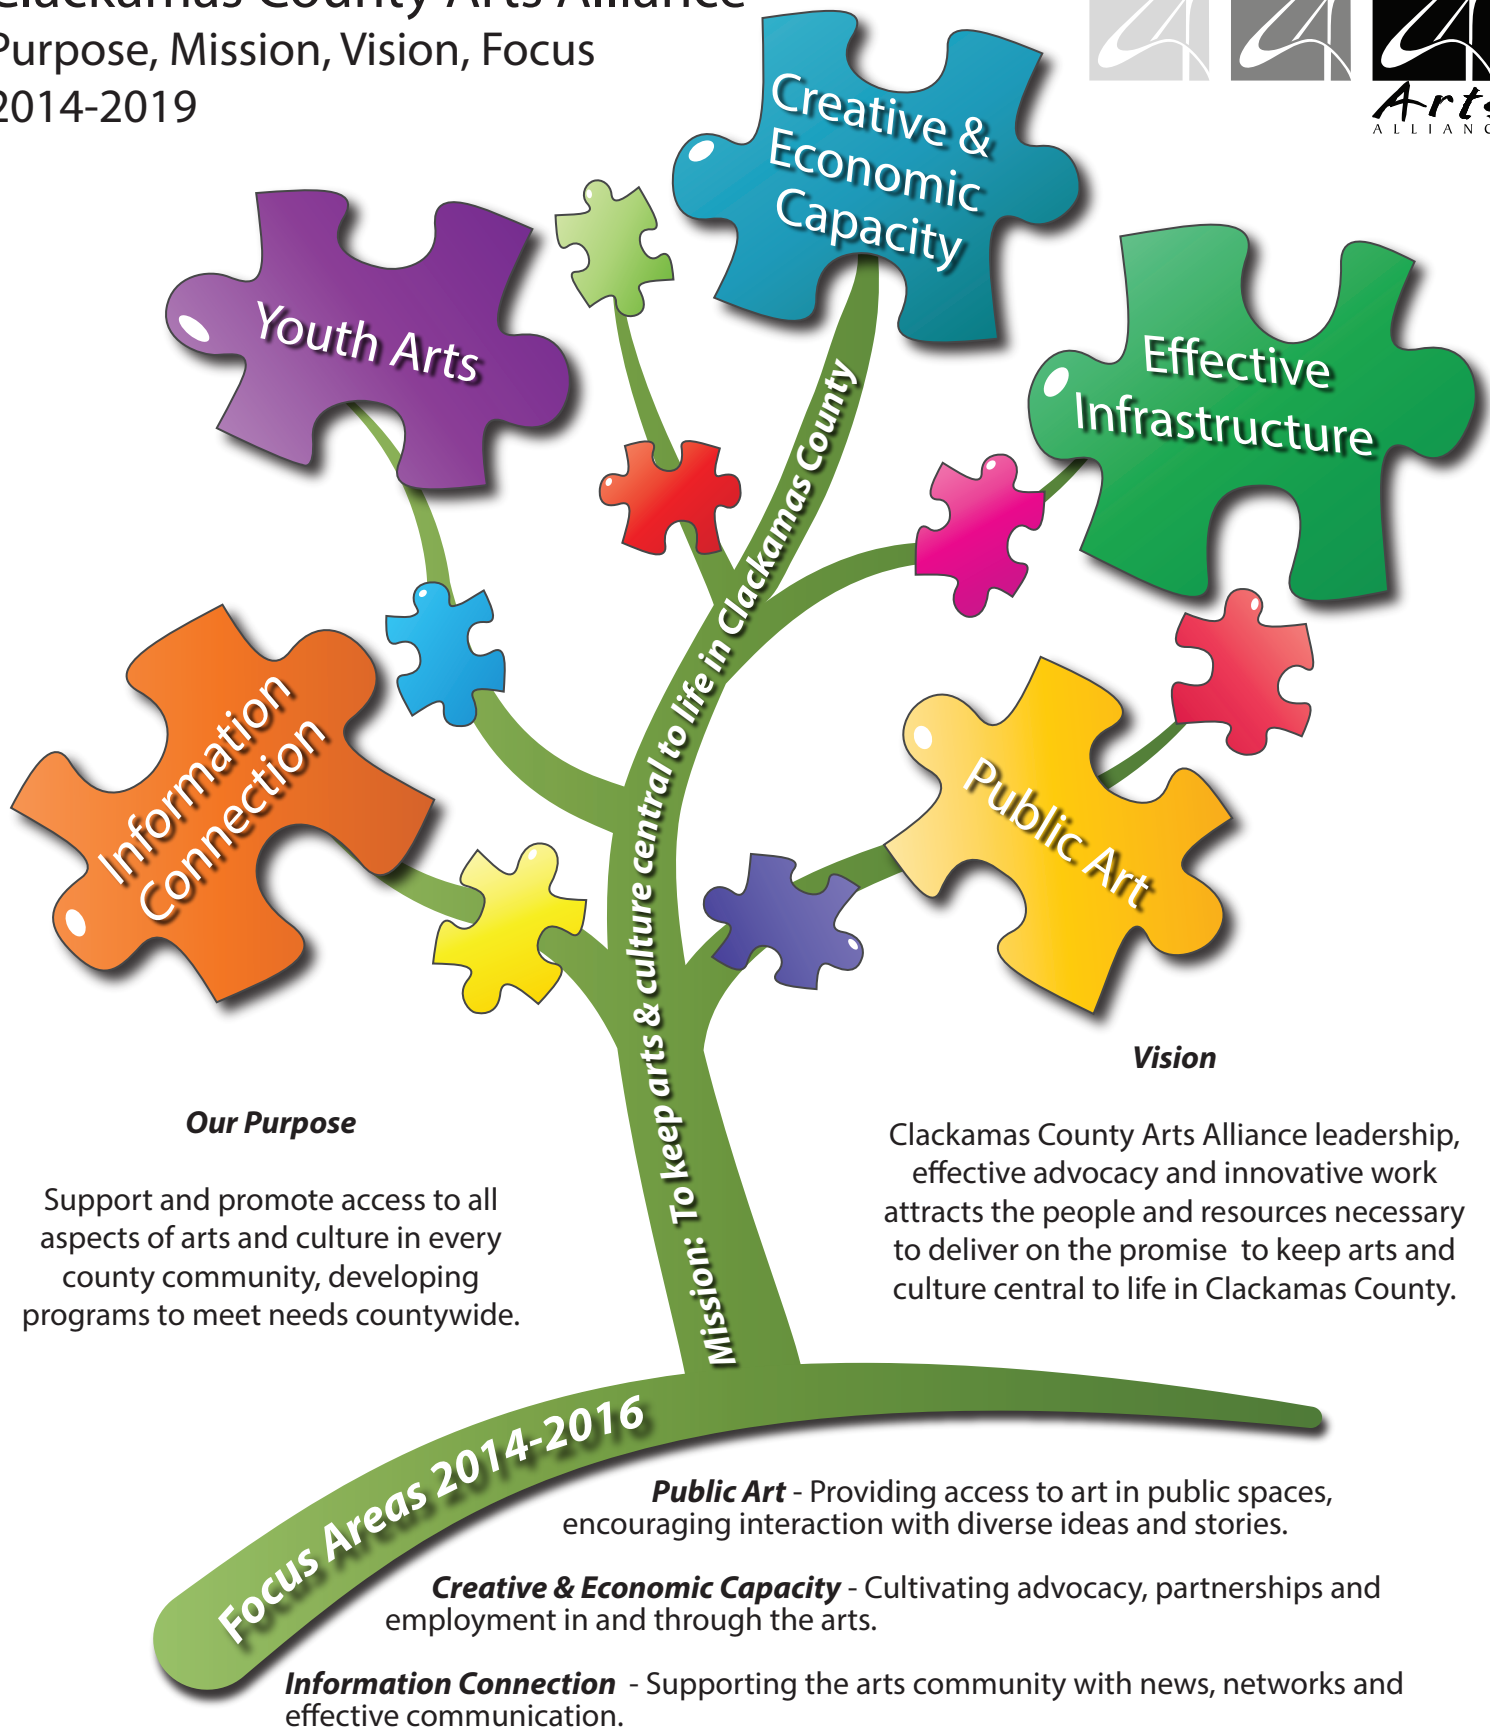 Clackamas County Arts Alliance
Purpose, Mission, Vision, Focus
2014-2019
Arts
ALLIANC
Creative &
Economic
Capacity
Youth Arts
Effective
Infrastructure
Information
Connection
Public Art
Mission: To keep arts & culture central to life in Clackamas County
Our Purpose
Support and promote access to all
aspects of arts and culture in every
county community, developing
programs to meet needs countywide.
Vision
Clackamas County Arts Alliance leadership,
effective advocacy and innovative work
attracts the people and resources necessary
to deliver on the promise to keep arts and
culture central to life in Clackamas County.
Focus Areas 2014-2016
Public Art - Providing access to art in public spaces,
encouraging interaction with diverse ideas and stories.
Creative & Economic Capacity - Cultivating advocacy, partnerships and
employment in and through the arts.
Information Connection - Supporting the arts community with news, networks and
effective communication.